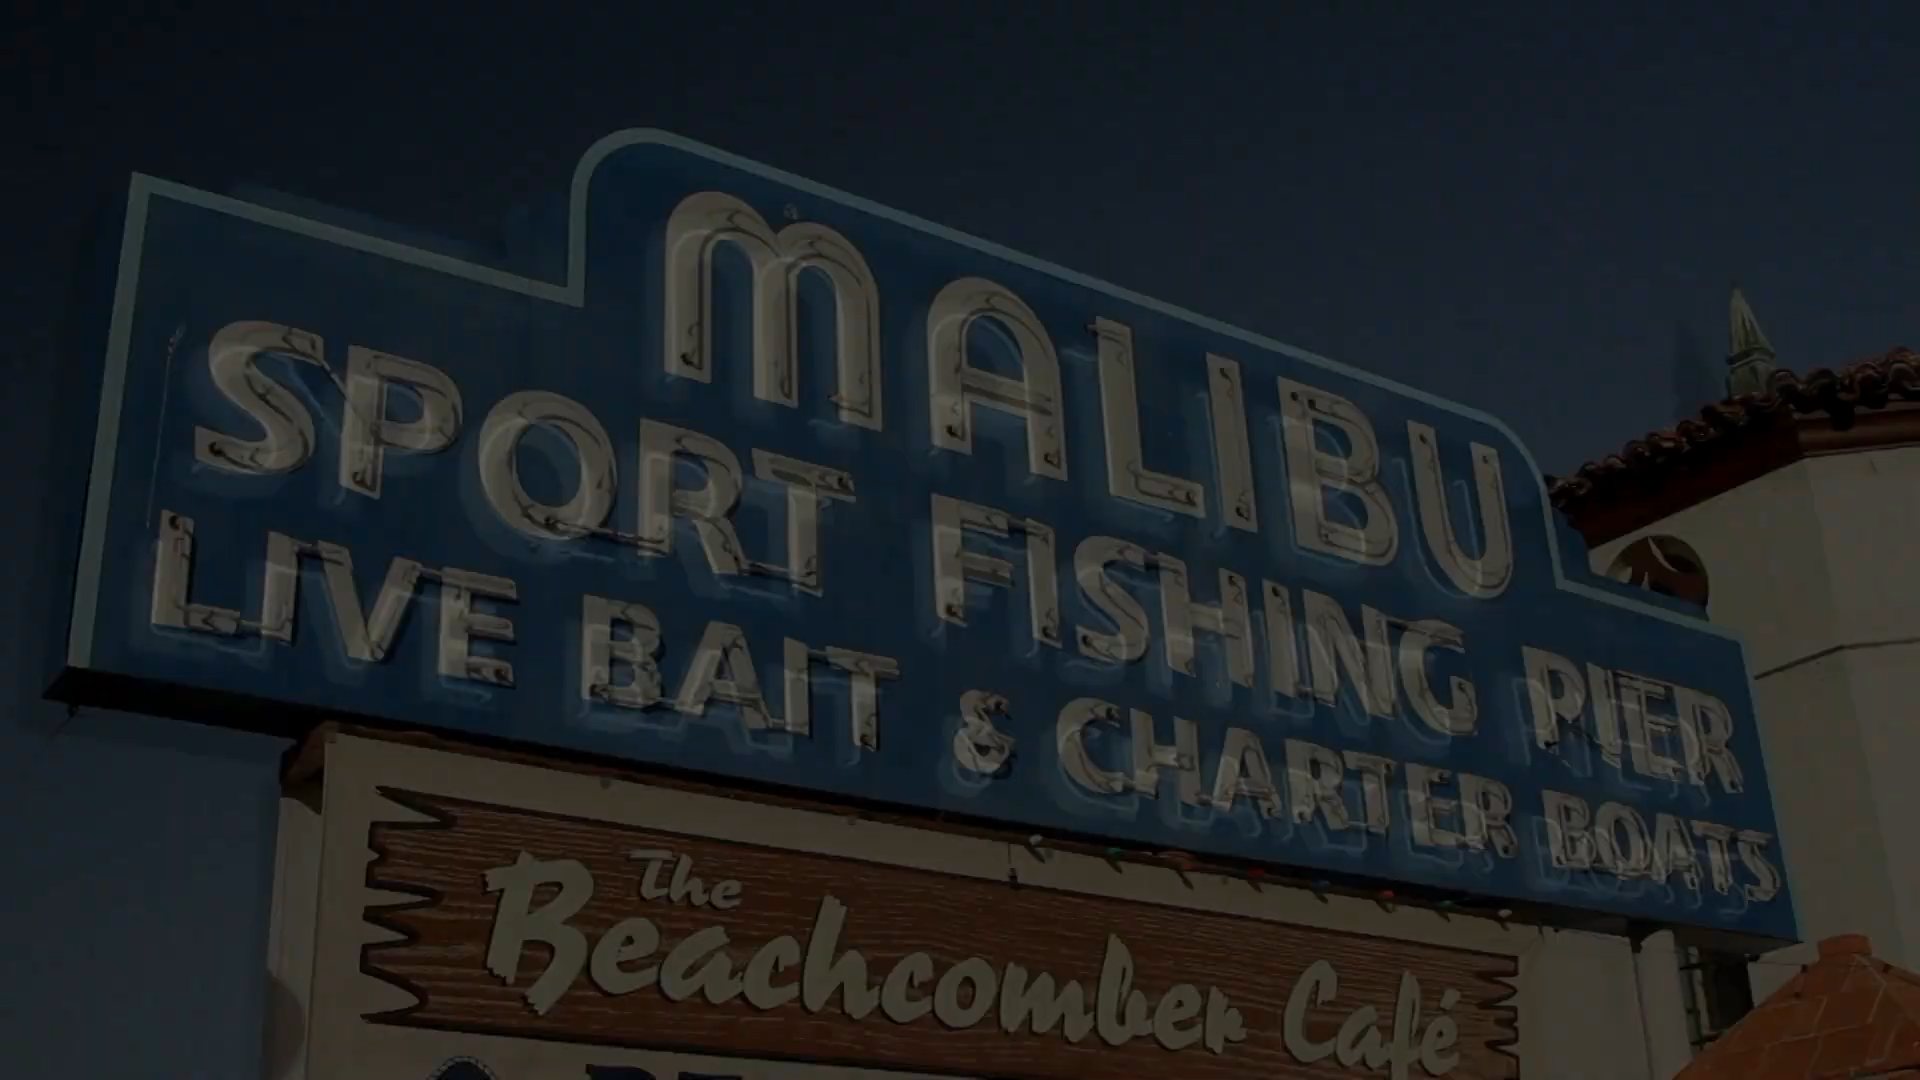 MALIBU
SPORT FISHING PIER
LIVE BAIT & CHARTER BOATS
The
Beachcomber Café